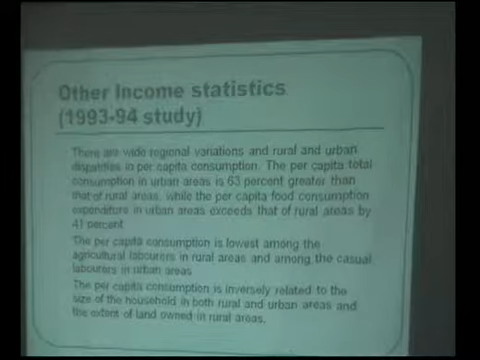 Other Income statistics
(1993-94 study)
There are wide regional variations and rural and urban
disparities in per capita consumption. The per capita total
consumption in urban areas is 63 percent greater than
that of rural areas, while the per capita food consumption
expenditure in urban areas exceeds that of rural areas by
41 percent
The per capita consumption is lowest among the
agricultural labourers in rural areas and among the casual
labourers in urban areas
The per capita consumption is inversely related to the
size of the household in both rural and urban areas and
the extent of land owned in rural areas.